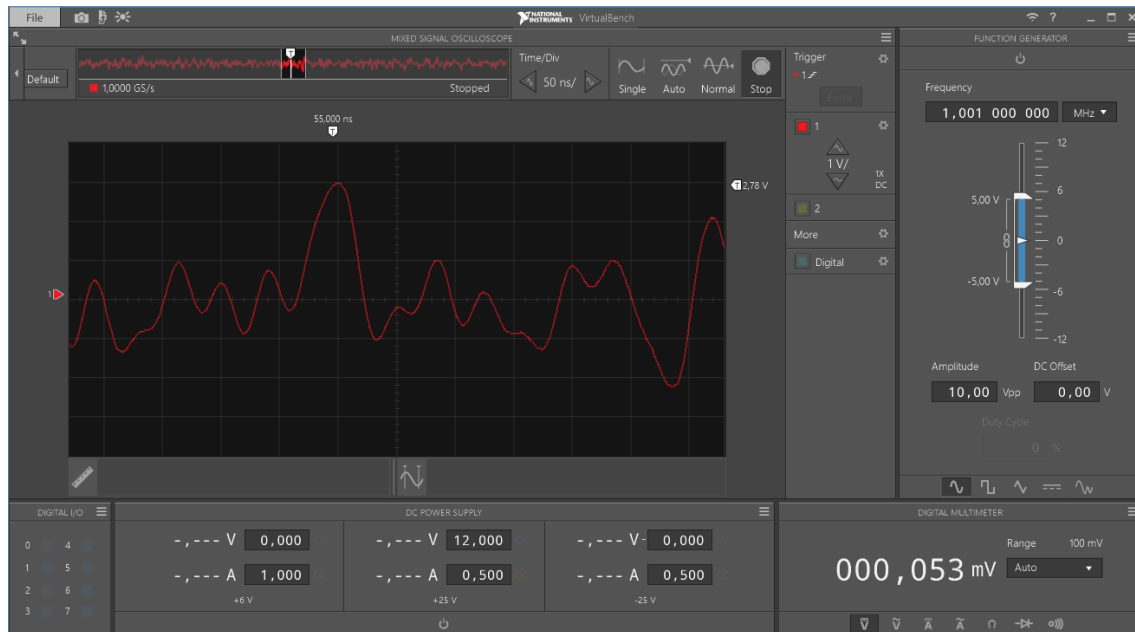 File
NATIONAL INSTRUMENTS VirtualBench
?
MIXED SIGNAL OSCILLOSCOPE
FUNCTION GENERATOR
Default
1,0000 GS/s
Stopped
T
Time/Div
50 ns/
Single Auto Normal Stop
Trigger
1
Force
55,000 ns
T
T 2,78 V
1
1
1 V/
1X
DC
2
More
Digital
Frequency
1,001 000 000 MHz
12
6
5,00 V
0
-5,00 V
-6
-12
Amplitude DC Offset
10,00 Vpp 0,00 V
Duty Cycle
0 %
DIGITAL I/O
0 4
1 5
2 6
3 7
DC POWER SUPPLY
-,--- V 0,000 -,--- V 12,000 -,--- V- 0,000
-,--- A 1,000 -,--- A 0,500 -,--- A 0,500
+6 V +25 V -25 V
DIGITAL MULTIMETER
Range 100 mV
000,053 mV Auto
V V A A Ω